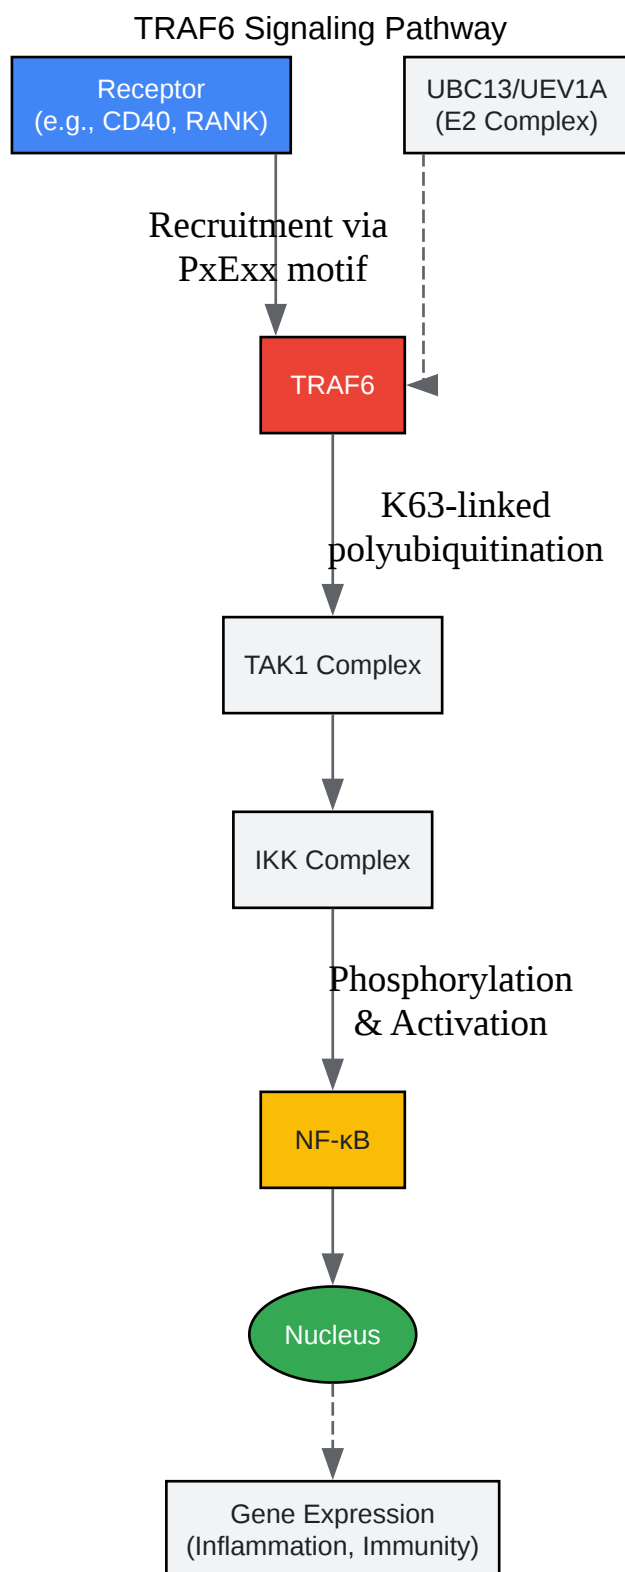 TRAF6 Signaling Pathway
Receptor
(e.g., CD40, RANK)
UBC13/UEV1A
(E2 Complex)
Recruitment via
PxExx motif
TRAF6
K63-linked
polyubiquitination
TAK1 Complex
IKK Complex
Phosphorylation
& Activation
NF-κB
Nucleus
Gene Expression
(Inflammation, Immunity)